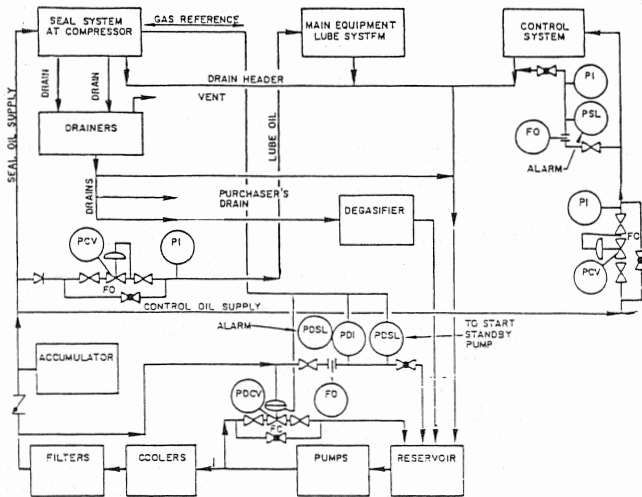 SEAL SYSTEM
AT COMPRESSOR
GAS REFERENCE
MAIN EQUIPMENT
LUBE SYSTFM
CONTROL
SYSTEM
DRAIN
DRAIN
DRAIN HEADER
VENT
PI
PSL
FO
ALARM
SEAL OIL SUPPLY
DRAINERS
LUBE OIL
DRAINS
PURCHASER'S
DRAIN
DEGASIFIER
PI
FC
PCV
PCV
PI
FO
CONTROL OIL SUPPLY
ALARM
PDSL
PDI
PDSL
TO START
STANDBY
PUMP
ACCUMULATOR
PDCV
FO
FC
FILTERS
COOLERS
PUMPS
RESERVOIR